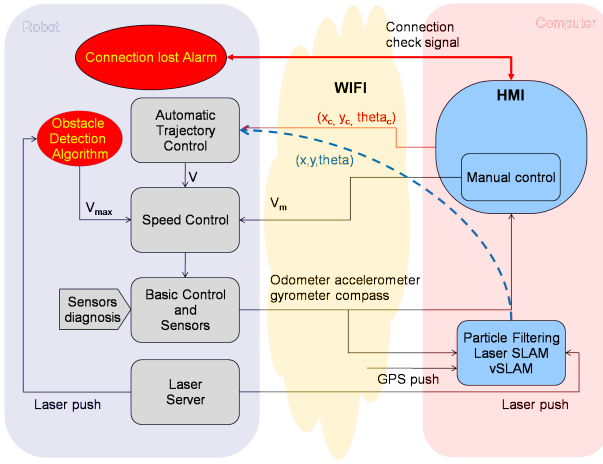 Robot
Connection
check signal
Computer
Connection lost Alarm
WIFI
HMI
Automatic
Trajectory
Control
(xc, yc, thetac)
Obstacle
Detection
Algorithm
(x,y,theta)
Manual control
V
Vmax
Speed Control
Vm
Odometer accelerometer
gyrometer compass
Sensors
diagnosis
Basic Control
and
Sensors
Particle Filtering
Laser SLAM
vSLAM
GPS push
Laser
Server
Laser push
Laser push